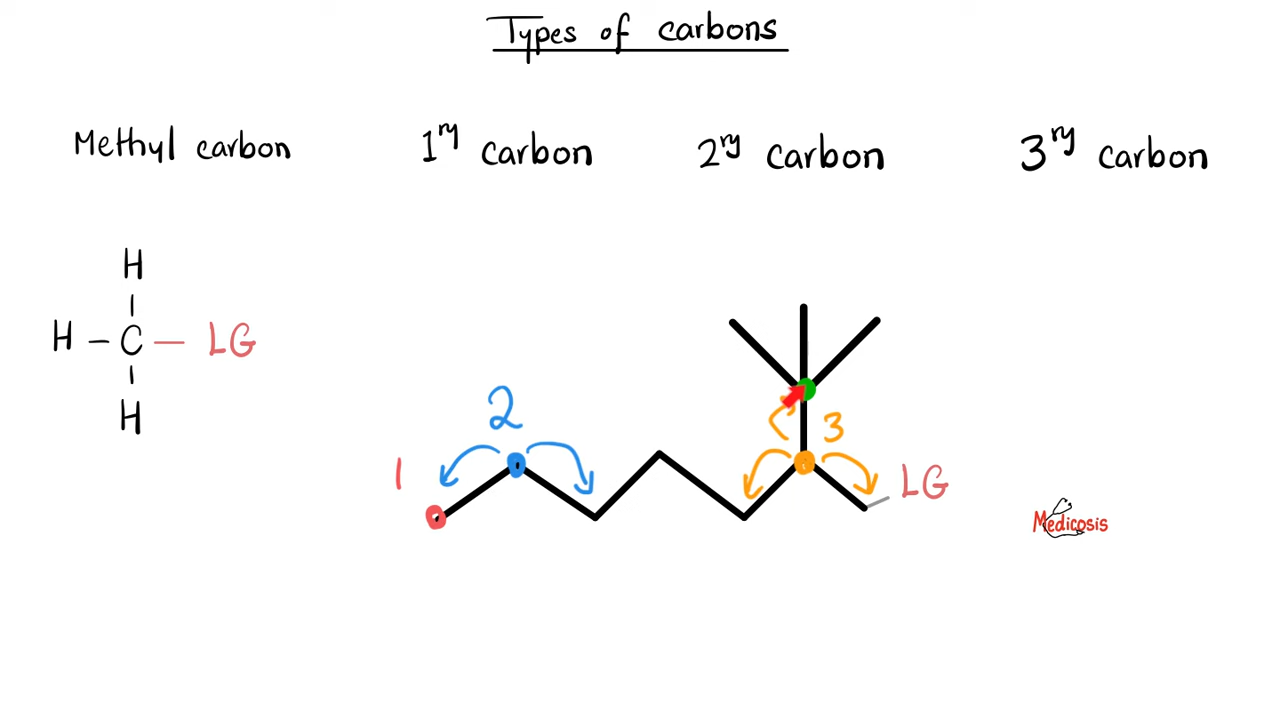 Types of carbons
Methyl carbon
1ry carbon
2ry carbon
3ry carbon
H
H - C - LG
H
2
3
1
LG
Medicosis